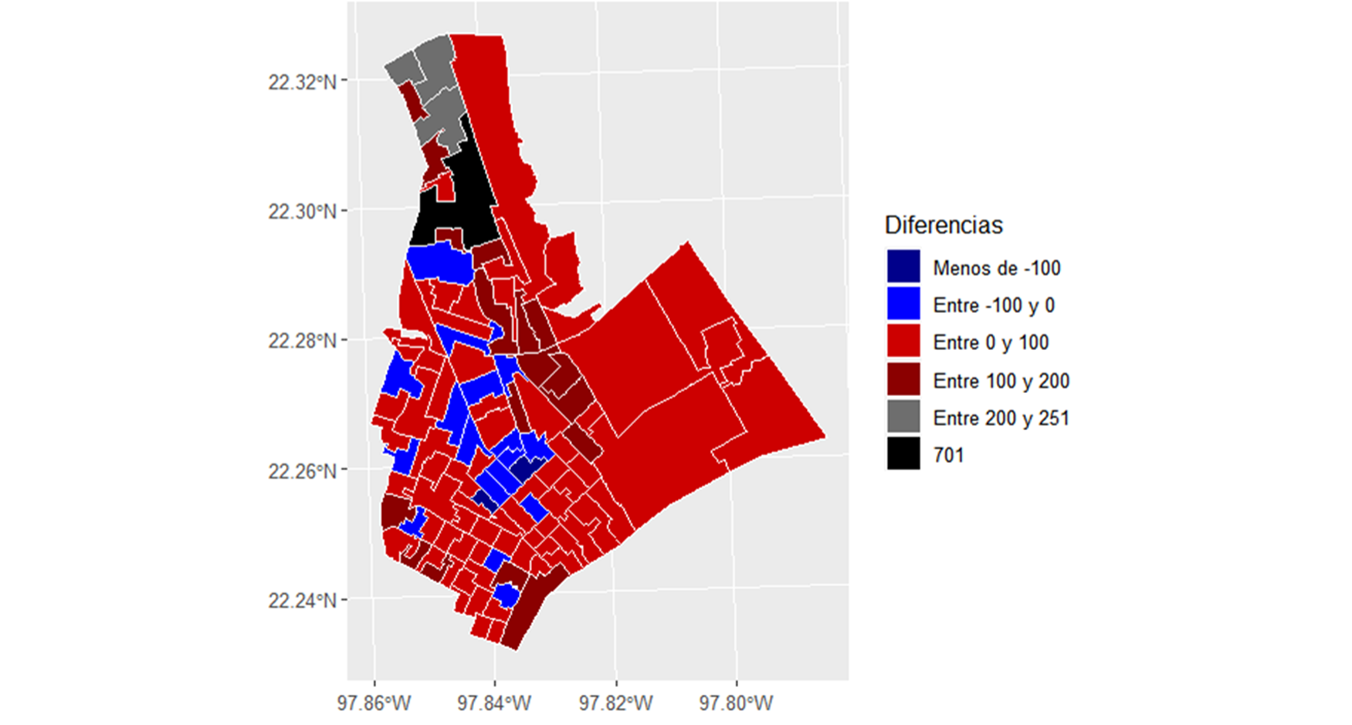 22.32°N
22.30°N
22.28°N
22.26°N
22.24°N
97.86°W 97.84°W 97.82°W 97.80°W
Diferencias
Menos de -100
Entre -100 y 0
Entre 0 y 100
Entre 100 y 200
Entre 200 y 251
701